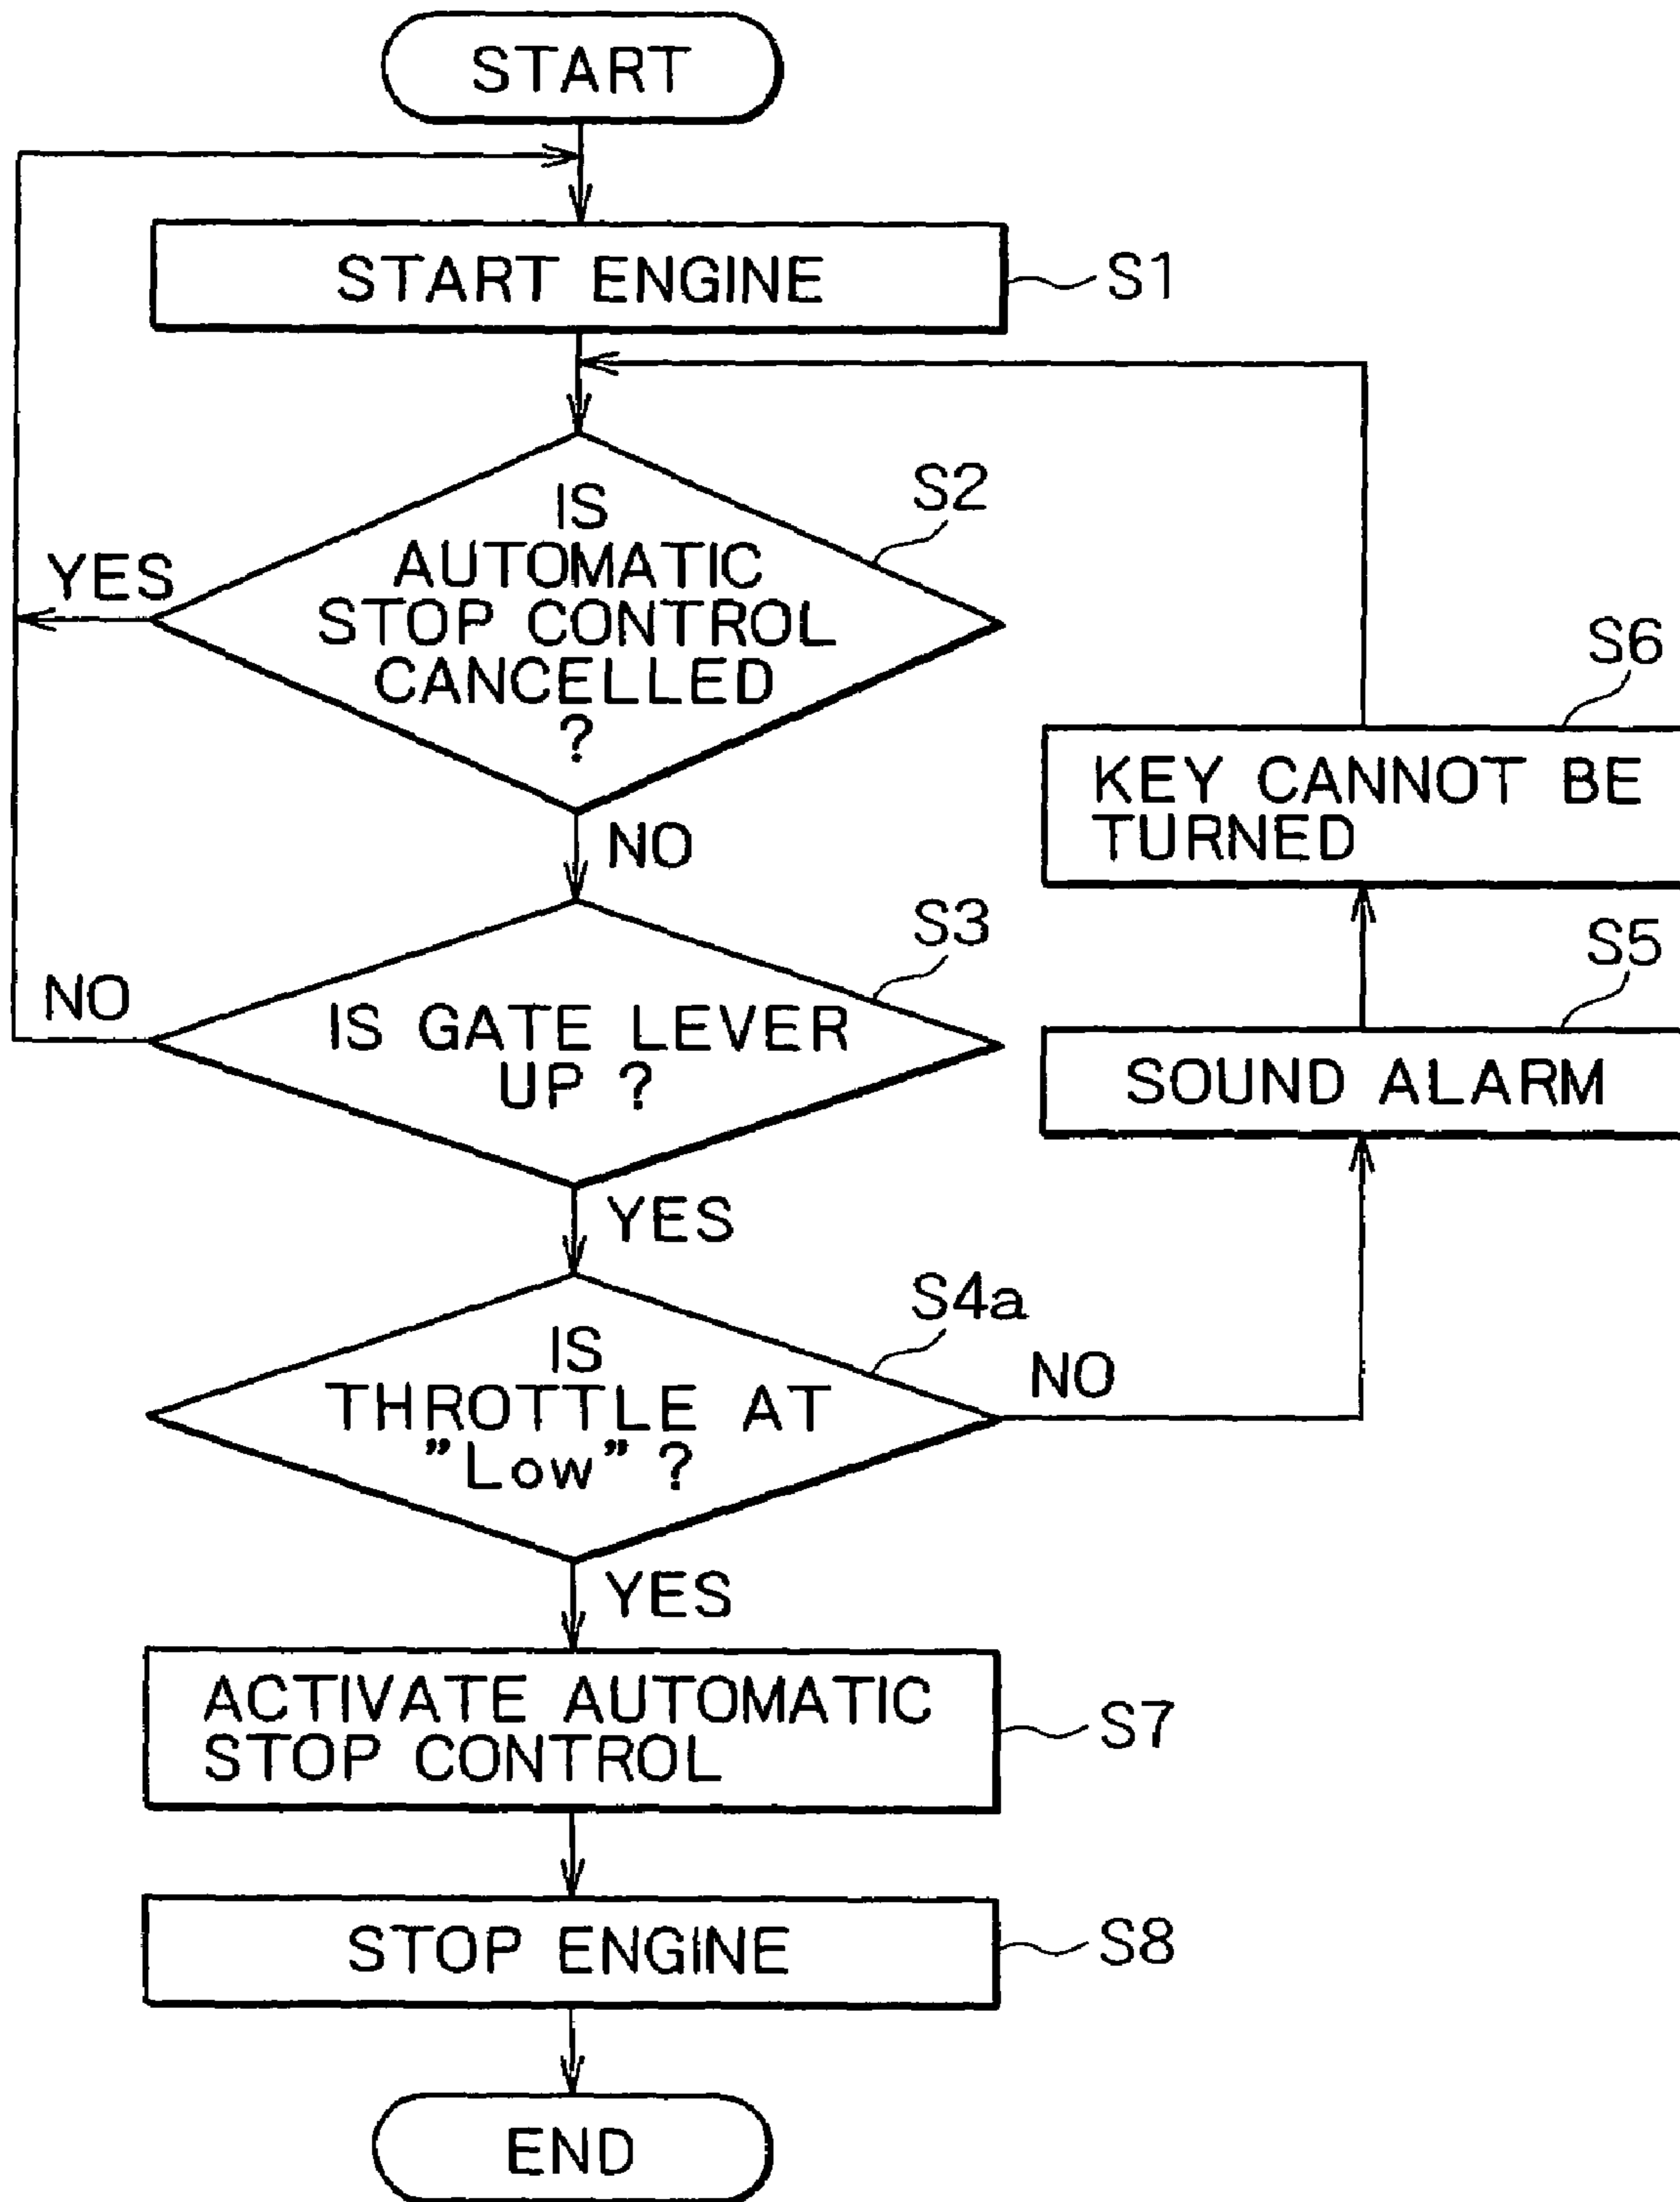 START
START ENGINE
S1
S2
IS
AUTOMATIC
STOP CONTROL
CANCELLED
?
YES
NO
S6
KEY CANNOT BE
TURNED
S3
IS GATE LEVER
UP ?
NO
YES
S5
SOUND ALARM
S4a
IS
THROTTLE AT
”Low” ?
NO
YES
ACTIVATE AUTOMATIC
STOP CONTROL
S7
STOP ENGINE
S8
END